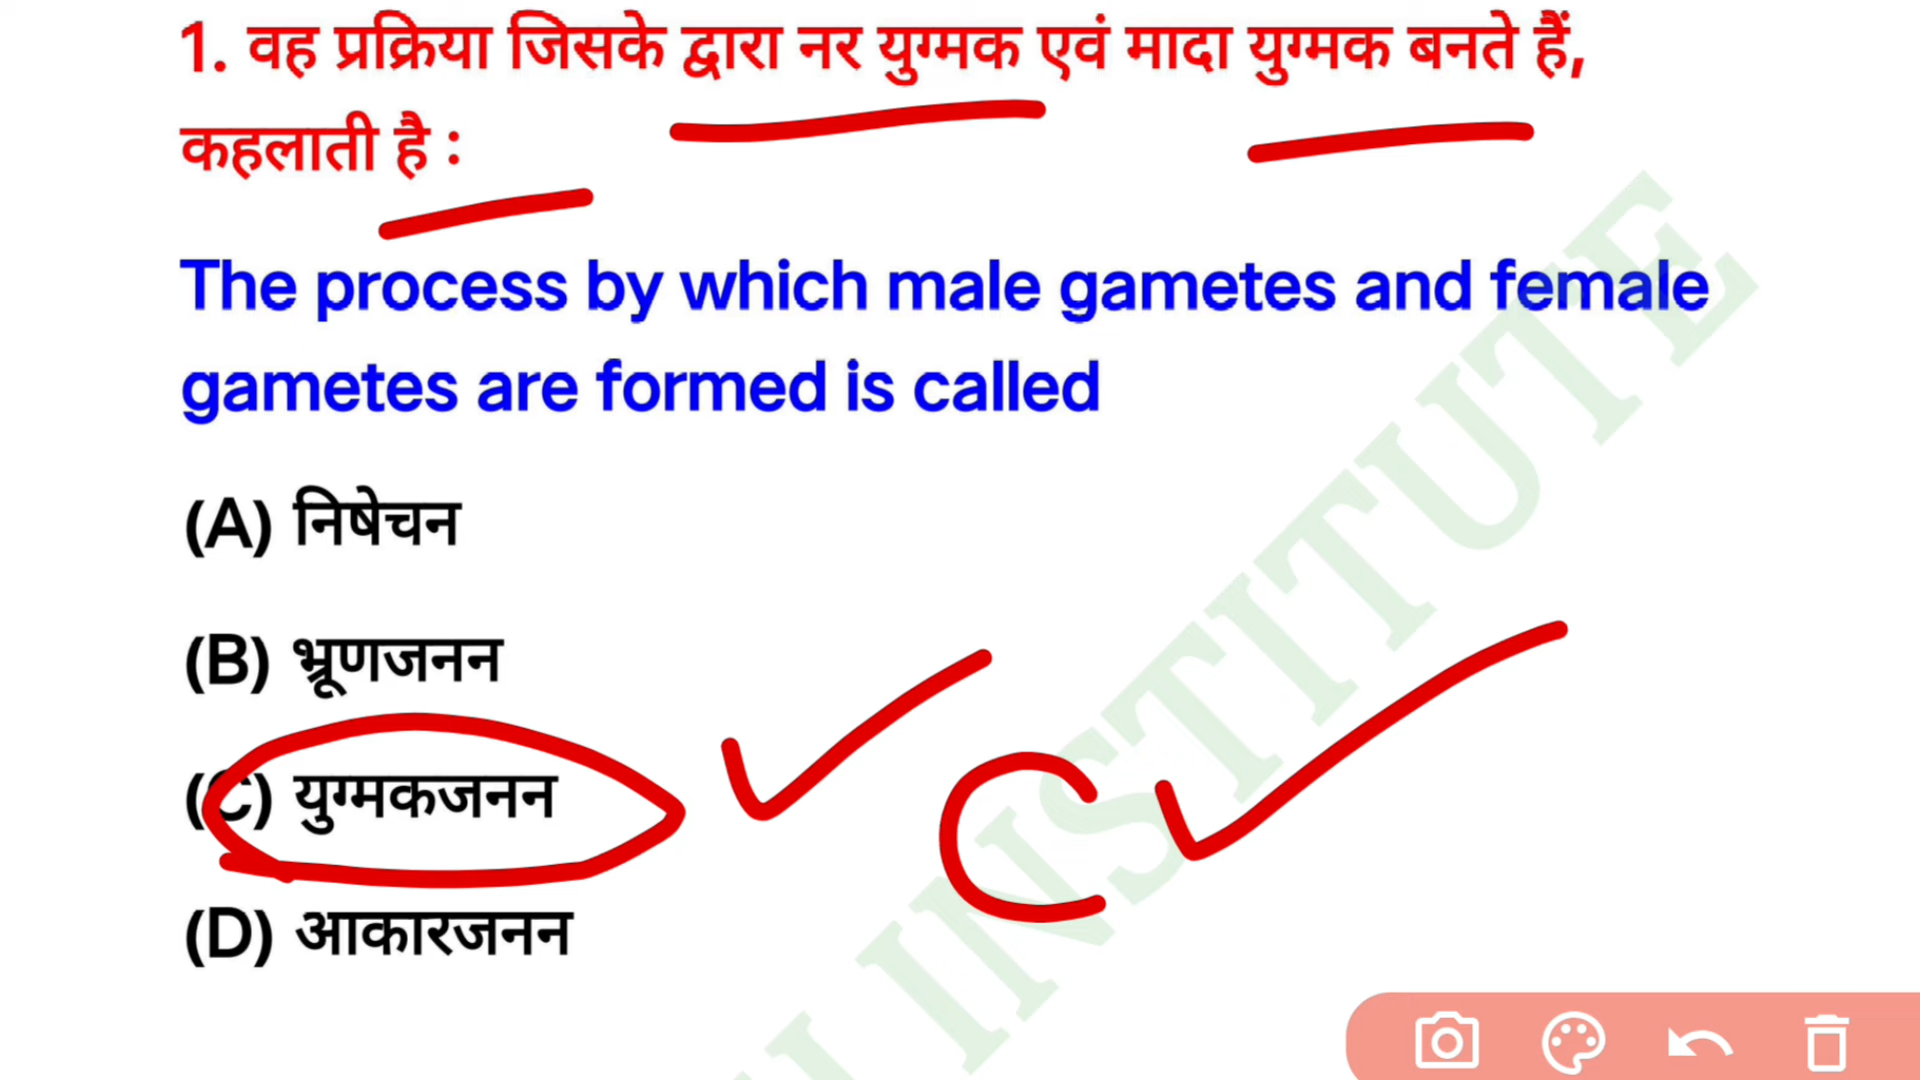 1. वह प्रक्रिया जिसके द्वारा नर युग्मक एवं मादा युग्मक बनते हैं,
कहलाती है :
The process by which male gametes and female
gametes are formed is called
(A) निषेचन
(B) भ्रूणजनन
(C) युग्मकजनन
C
(D) आकारजनन
INSTITUTE